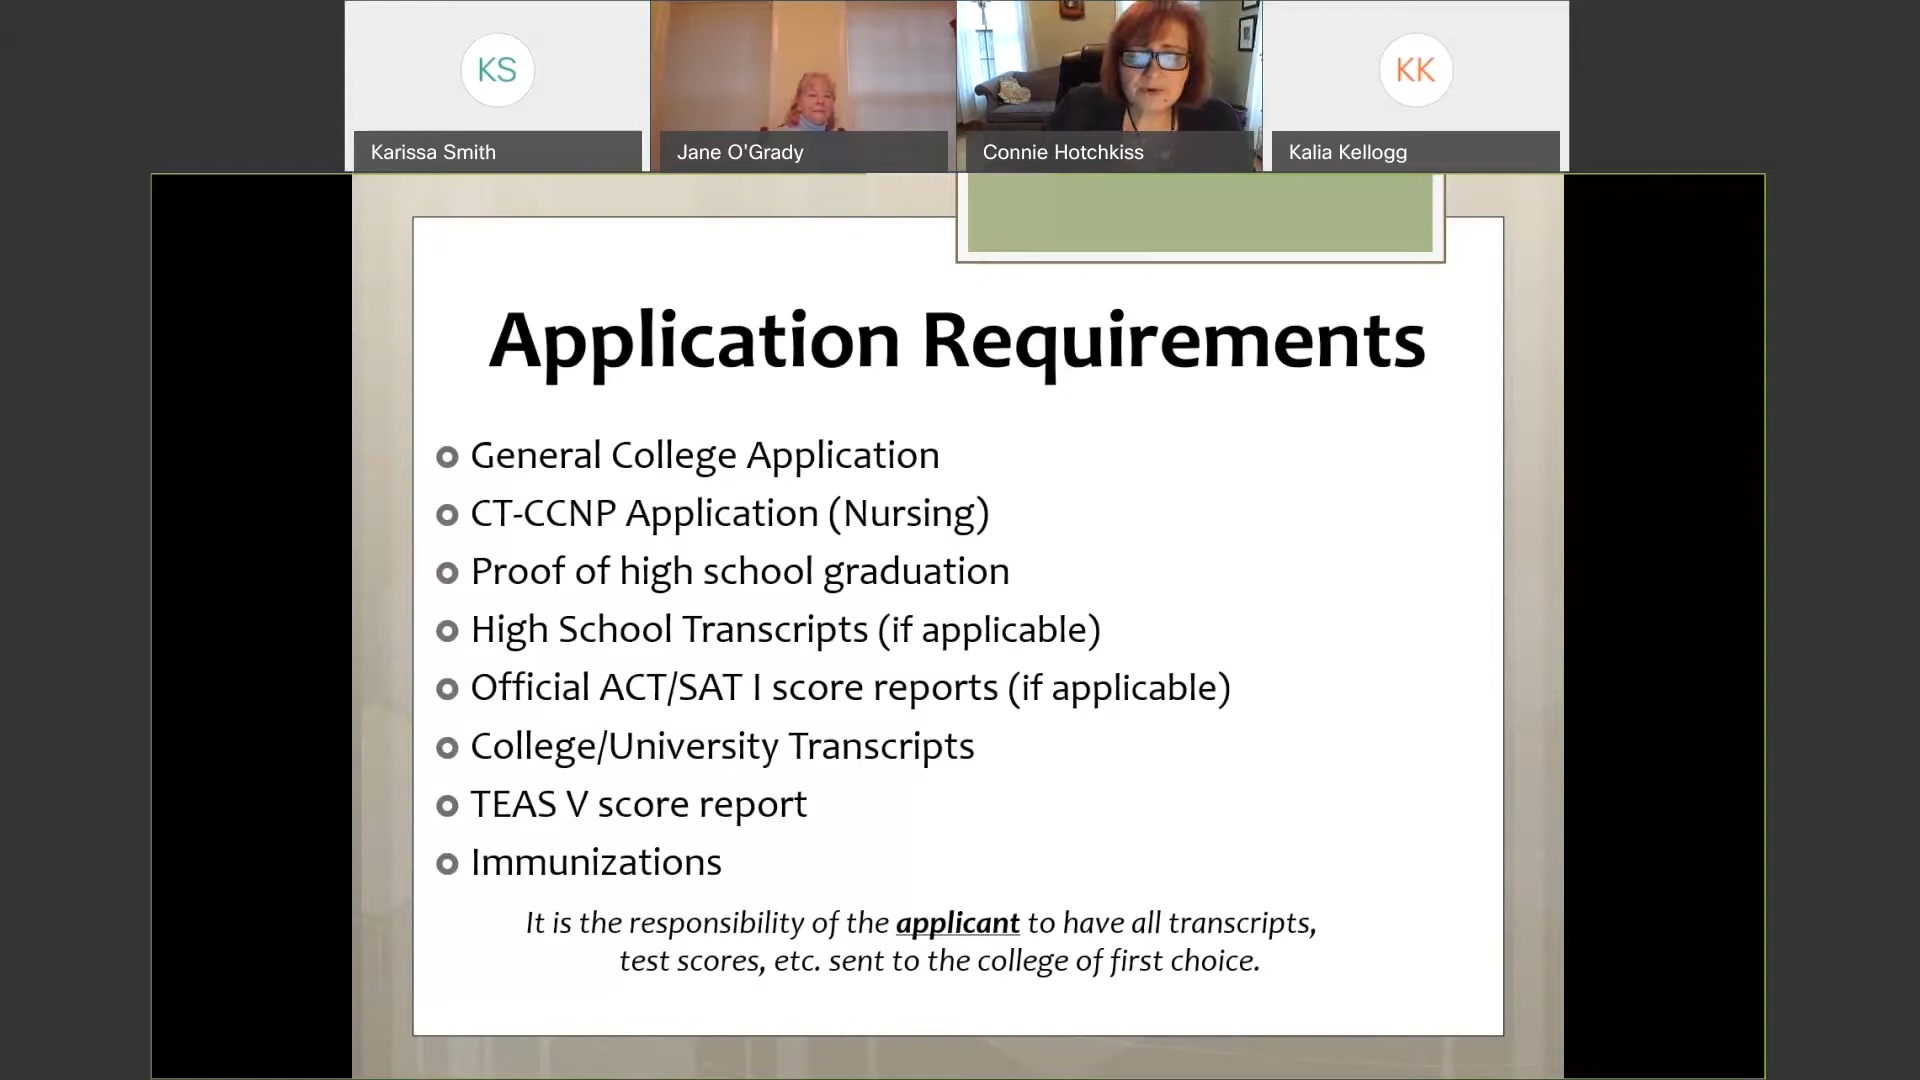 KS
KK
Karissa Smith
Jane O'Grady
Connie Hotchkiss
Kalia Kellogg
Application Requirements
General College Application
CT-CCNP Application (Nursing)
Proof of high school graduation
High School Transcripts (if applicable)
Official ACT/SAT I score reports (if applicable)
College/University Transcripts
TEAS V score report
Immunizations
It is the responsibility of the applicant to have all transcripts,
test scores, etc. sent to the college of first choice.